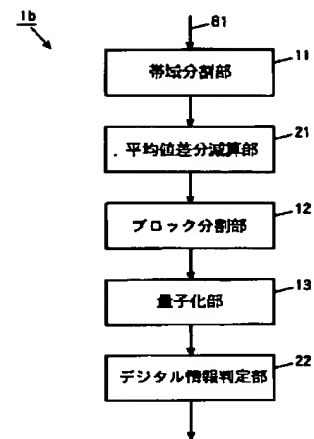 1b
81
帯域分割部
11
平均値差分減算部
21
ブロック分割部
12
量子化部
13
デジタル情報判定部
22